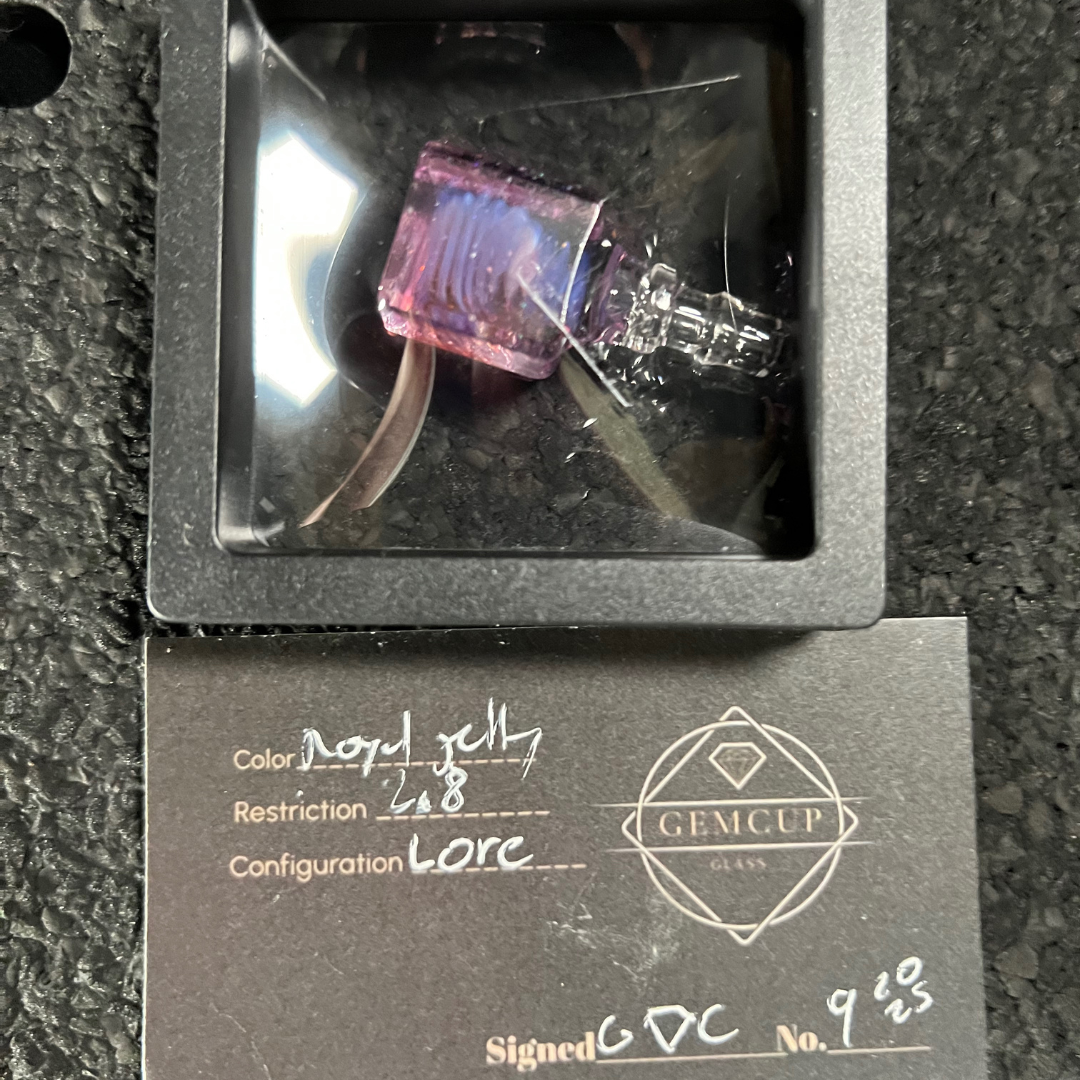 Color Royal jelly
Restriction 2.8
Configuration Lore
GEMCUP
GLASS
Signed GDC No. 9 2025